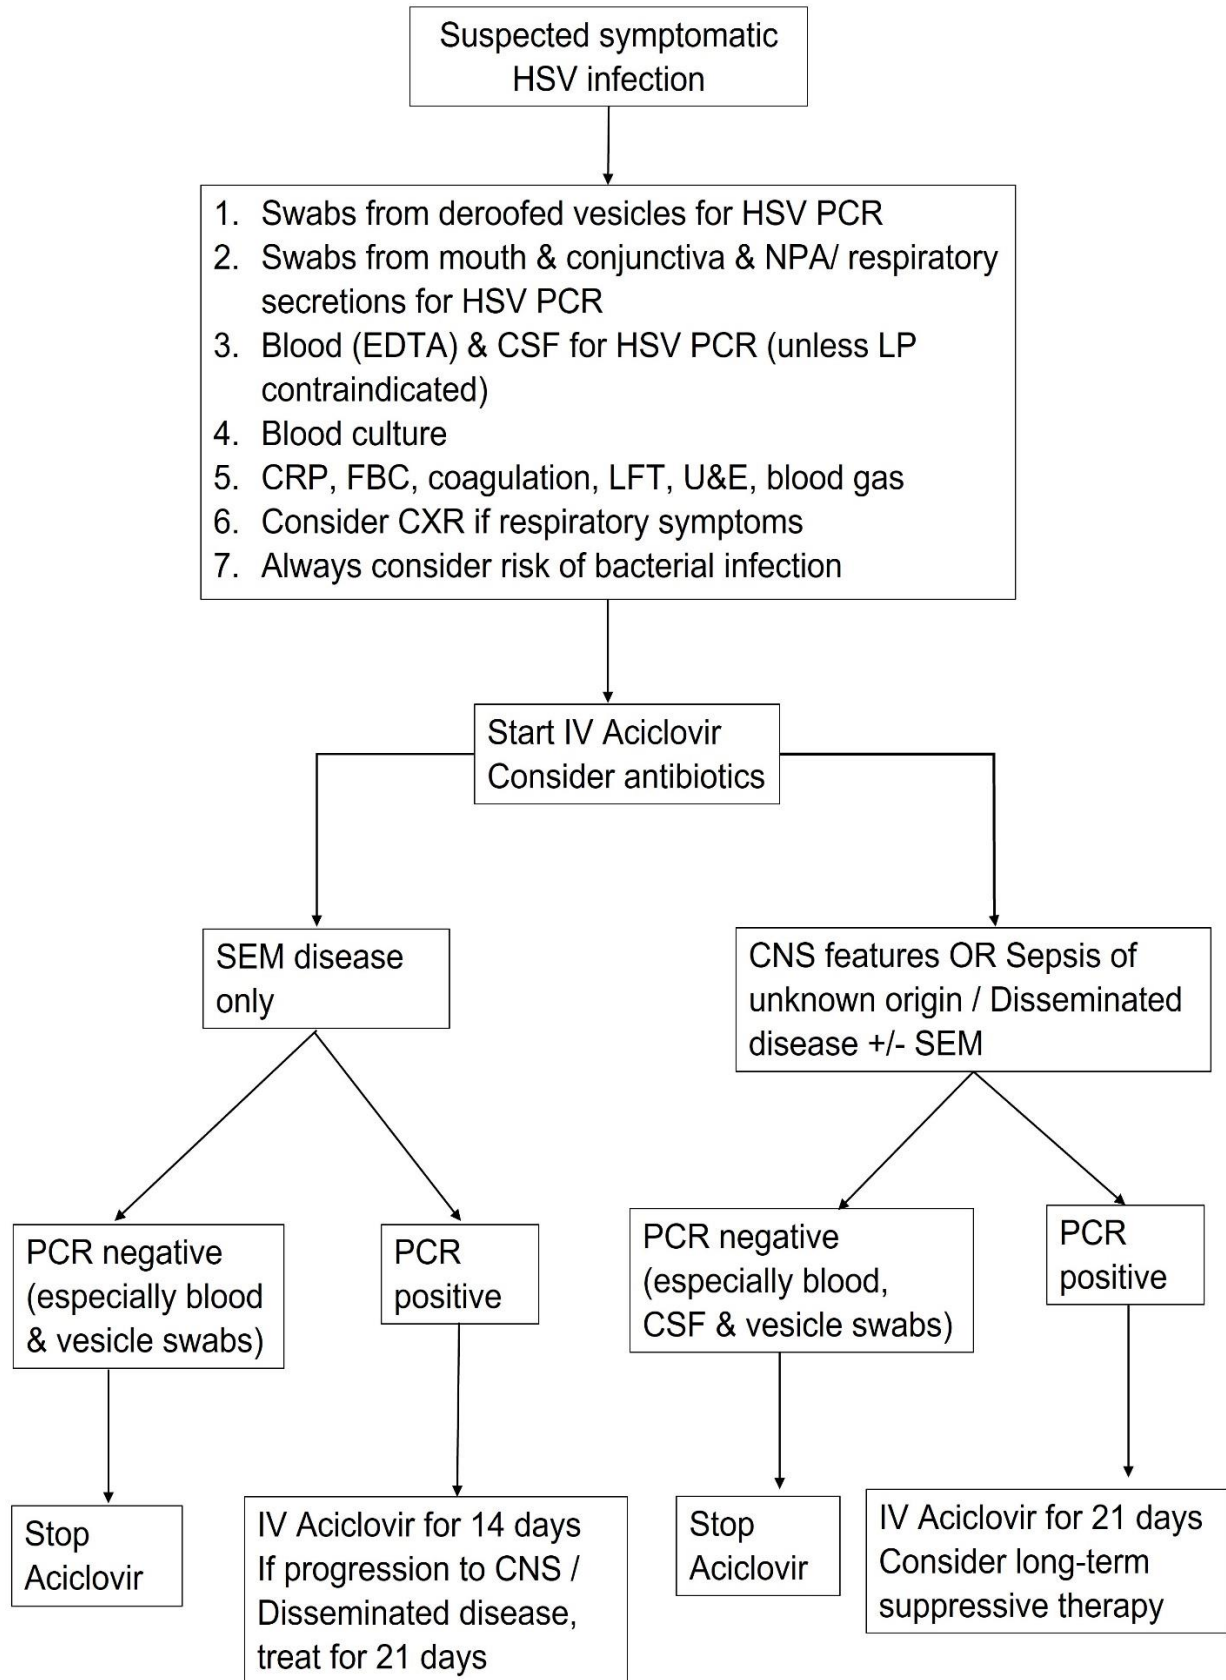 Suspected symptomatic
HSV infection
1. Swabs from deroofed vesicles for HSV PCR
2. Swabs from mouth & conjunctiva & NPA/ respiratory
secretions for HSV PCR
3. Blood (EDTA) & CSF for HSV PCR (unless LP
contraindicated)
4. Blood culture
5. CRP, FBC, coagulation, LFT, U&E, blood gas
6. Consider CXR if respiratory symptoms
7. Always consider risk of bacterial infection
Start IV Aciclovir
Consider antibiotics
SEM disease
only
CNS features OR Sepsis of
unknown origin / Disseminated
disease +/- SEM
PCR negative
(especially blood
& vesicle swabs)
PCR
positive
PCR negative
(especially blood,
CSF & vesicle swabs)
PCR
positive
Stop
Aciclovir
IV Aciclovir for 14 days
If progression to CNS /
Disseminated disease,
treat for 21 days
Stop
Aciclovir
IV Aciclovir for 21 days
Consider long-term
suppressive therapy